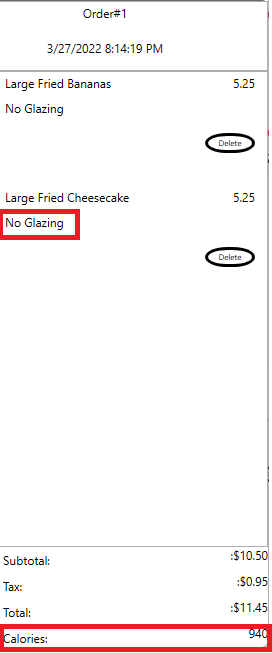 Order#1
3/27/2022 8:14:19 PM
Large Fried Bananas 5.25
No Glazing
Delete
Large Fried Cheesecake 5.25
No Glazing
Delete
Subtotal: :$10.50
Tax: :$0.95
Total: :$11.45
Calories: 940